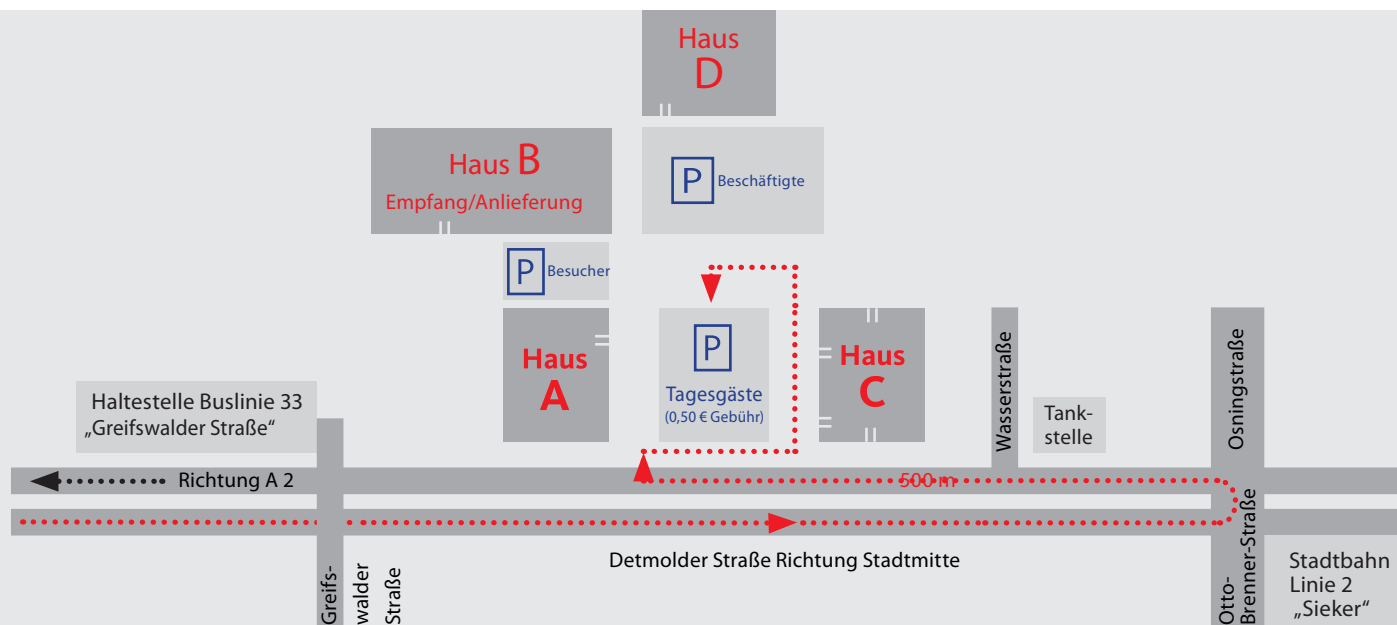 Haus
D
Haus B
Empfang/Anlieferung
P Beschäftigte
P Besucher
Haus
A
P
Tagesgäste
(0,50 € Gebühr)
Haus
C
Wasserstraße
Tank-
stelle
Osningstraße
Haltestelle Buslinie 33
„Greifswalder Straße“
Richtung A 2
500 m
Detmolder Straße Richtung Stadtmitte
Greifs-
walder
Straße
Otto-
Brenner-Straße
Stadtbahn
Linie 2
„Sieker“